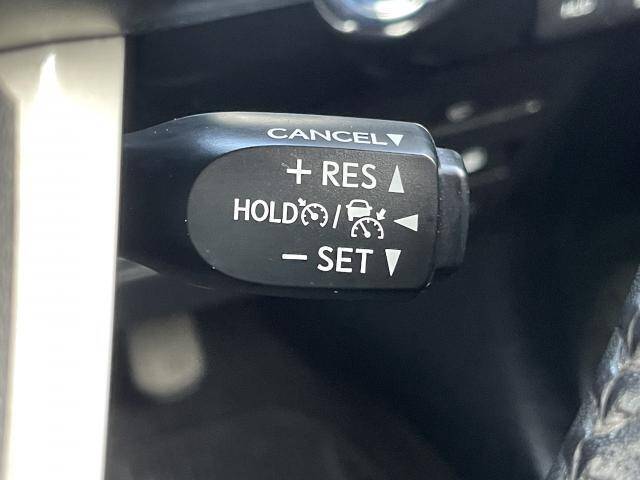 CANCEL▼
+ RES ▲
HOLD / ◀
− SET ▼